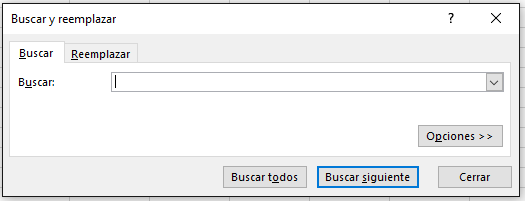 Buscar y reemplazar ? ×
Buscar Reemplazar
Buscar:
Opciones >>
Buscar todos Buscar siguiente Cerrar